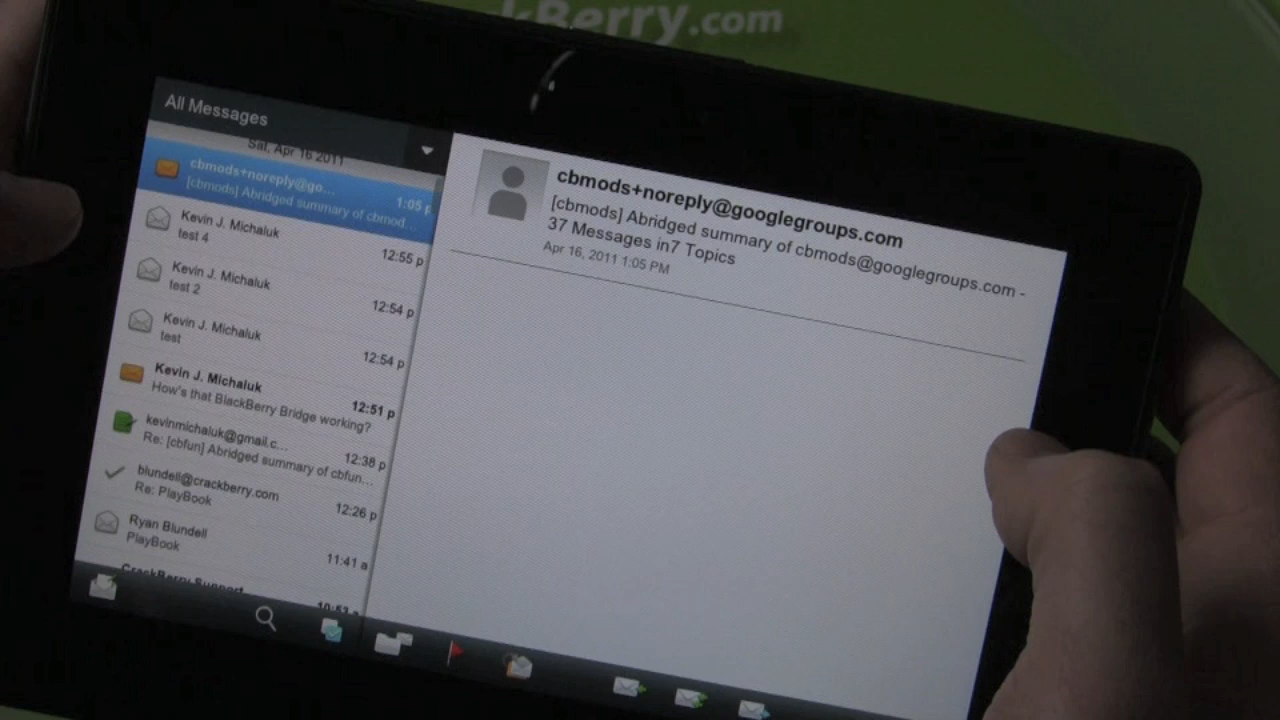 kBerry.com
All Messages
Sat, Apr 16 2011
cbmods+noreply@go...
1:05 p
[cbmods] Abridged summary of cbmod...
Kevin J. Michaluk
test 4
12:55 p
Kevin J. Michaluk
test 2
12:54 p
Kevin J. Michaluk
test
12:54 p
Kevin J. Michaluk
12:51 p
How's that BlackBerry Bridge working?
kevinmichaluk@gmail.c...
12:38 p
Re: [cbfun] Abridged summary of cbfun...
blundell@crackberry.com
Re: PlayBook
12:26 p
Ryan Blundell
PlayBook
11:41 a
CrackBerry Support
10:53 a
cbmods+noreply@googlegroups.com
[cbmods] Abridged summary of cbmods@googlegroups.com -
37 Messages in7 Topics
Apr 16, 2011 1:05 PM